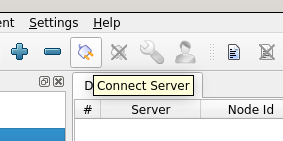 Settings Help
D
Connect Server
# Server Node Id